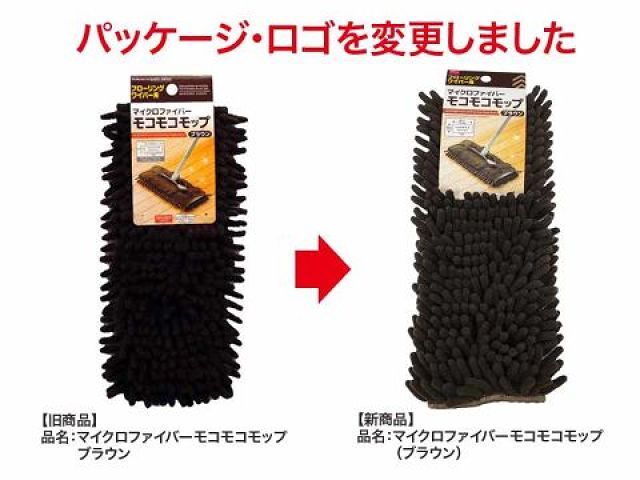 パッケージ・ロゴを変更しました
フローリング
ワイパー用
マイクロファイバー
モコモコモップ
ブラウン
フローリング
ワイパー用
マイクロファイバー
モコモコモップ
ブラウン
【旧商品】
品名：マイクロファイバーモコモコモップ
ブラウン
【新商品】
品名：マイクロファイバーモコモコモップ
（ブラウン）